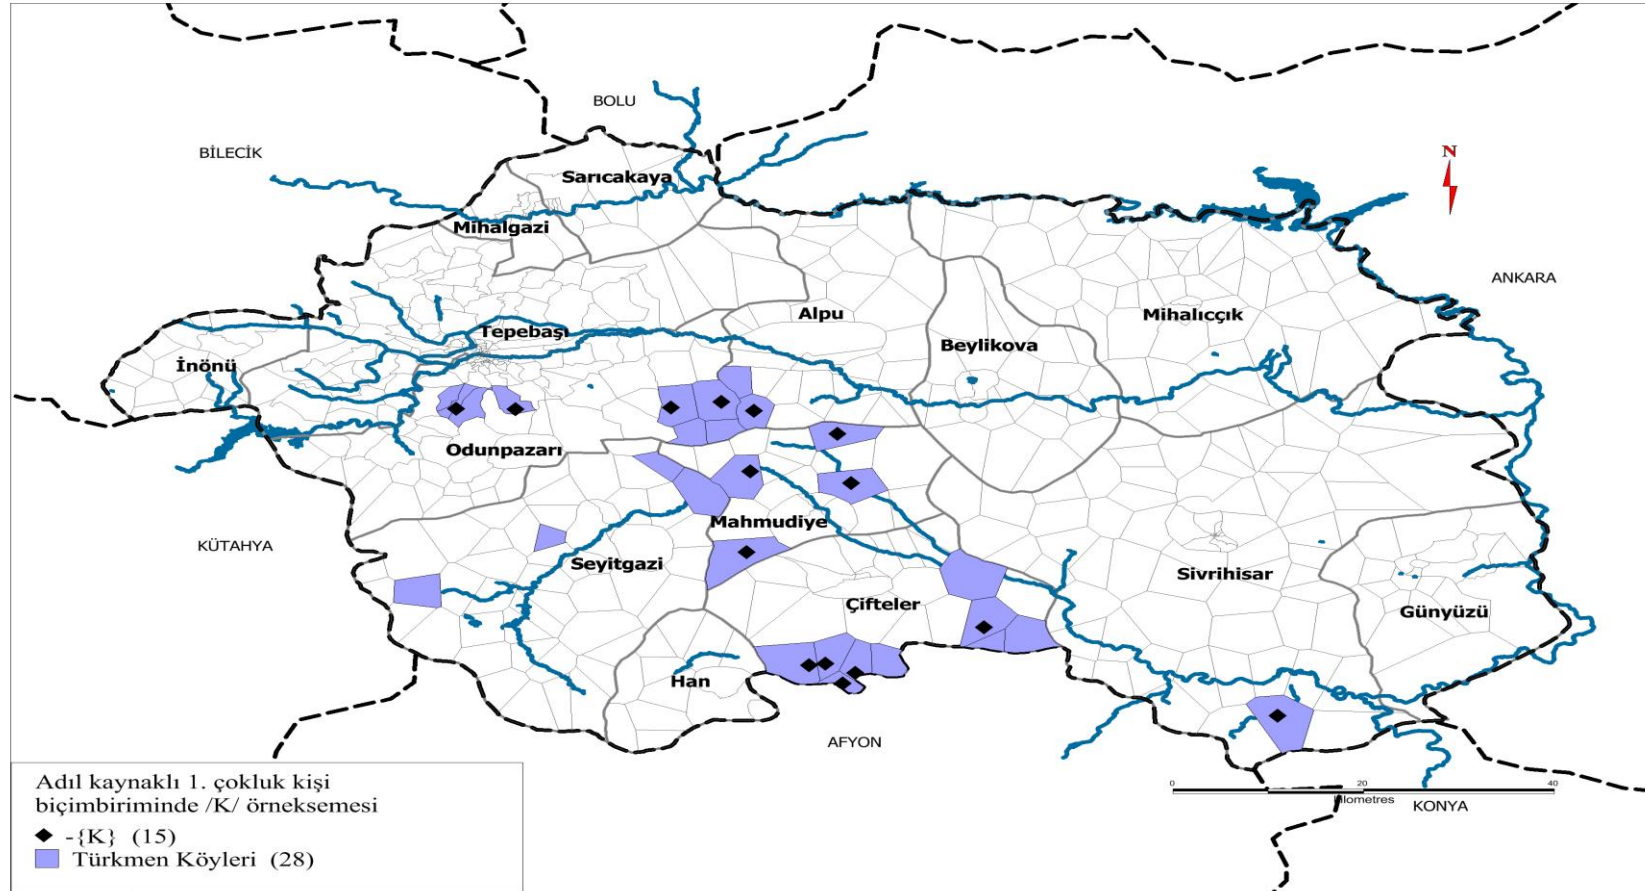 BOLU
BİLECİK
N
Sarıcakaya
Mihalgazi
ANKARA
Alpu
Mihalıççık
Tepebaşı
Beylikova
İnönü
Odunpazarı
Mahmudiye
KÜTAHYA
Seyitgazi
Sivrihisar
Çifteler
Günyüzü
Han
AFYON
0 20 40
kilometres
KONYA
Adıl kaynaklı 1. çokluk kişi
biçimbiriminde /K/ örneksemesi
-{K} (15)
Türkmen Köyleri (28)